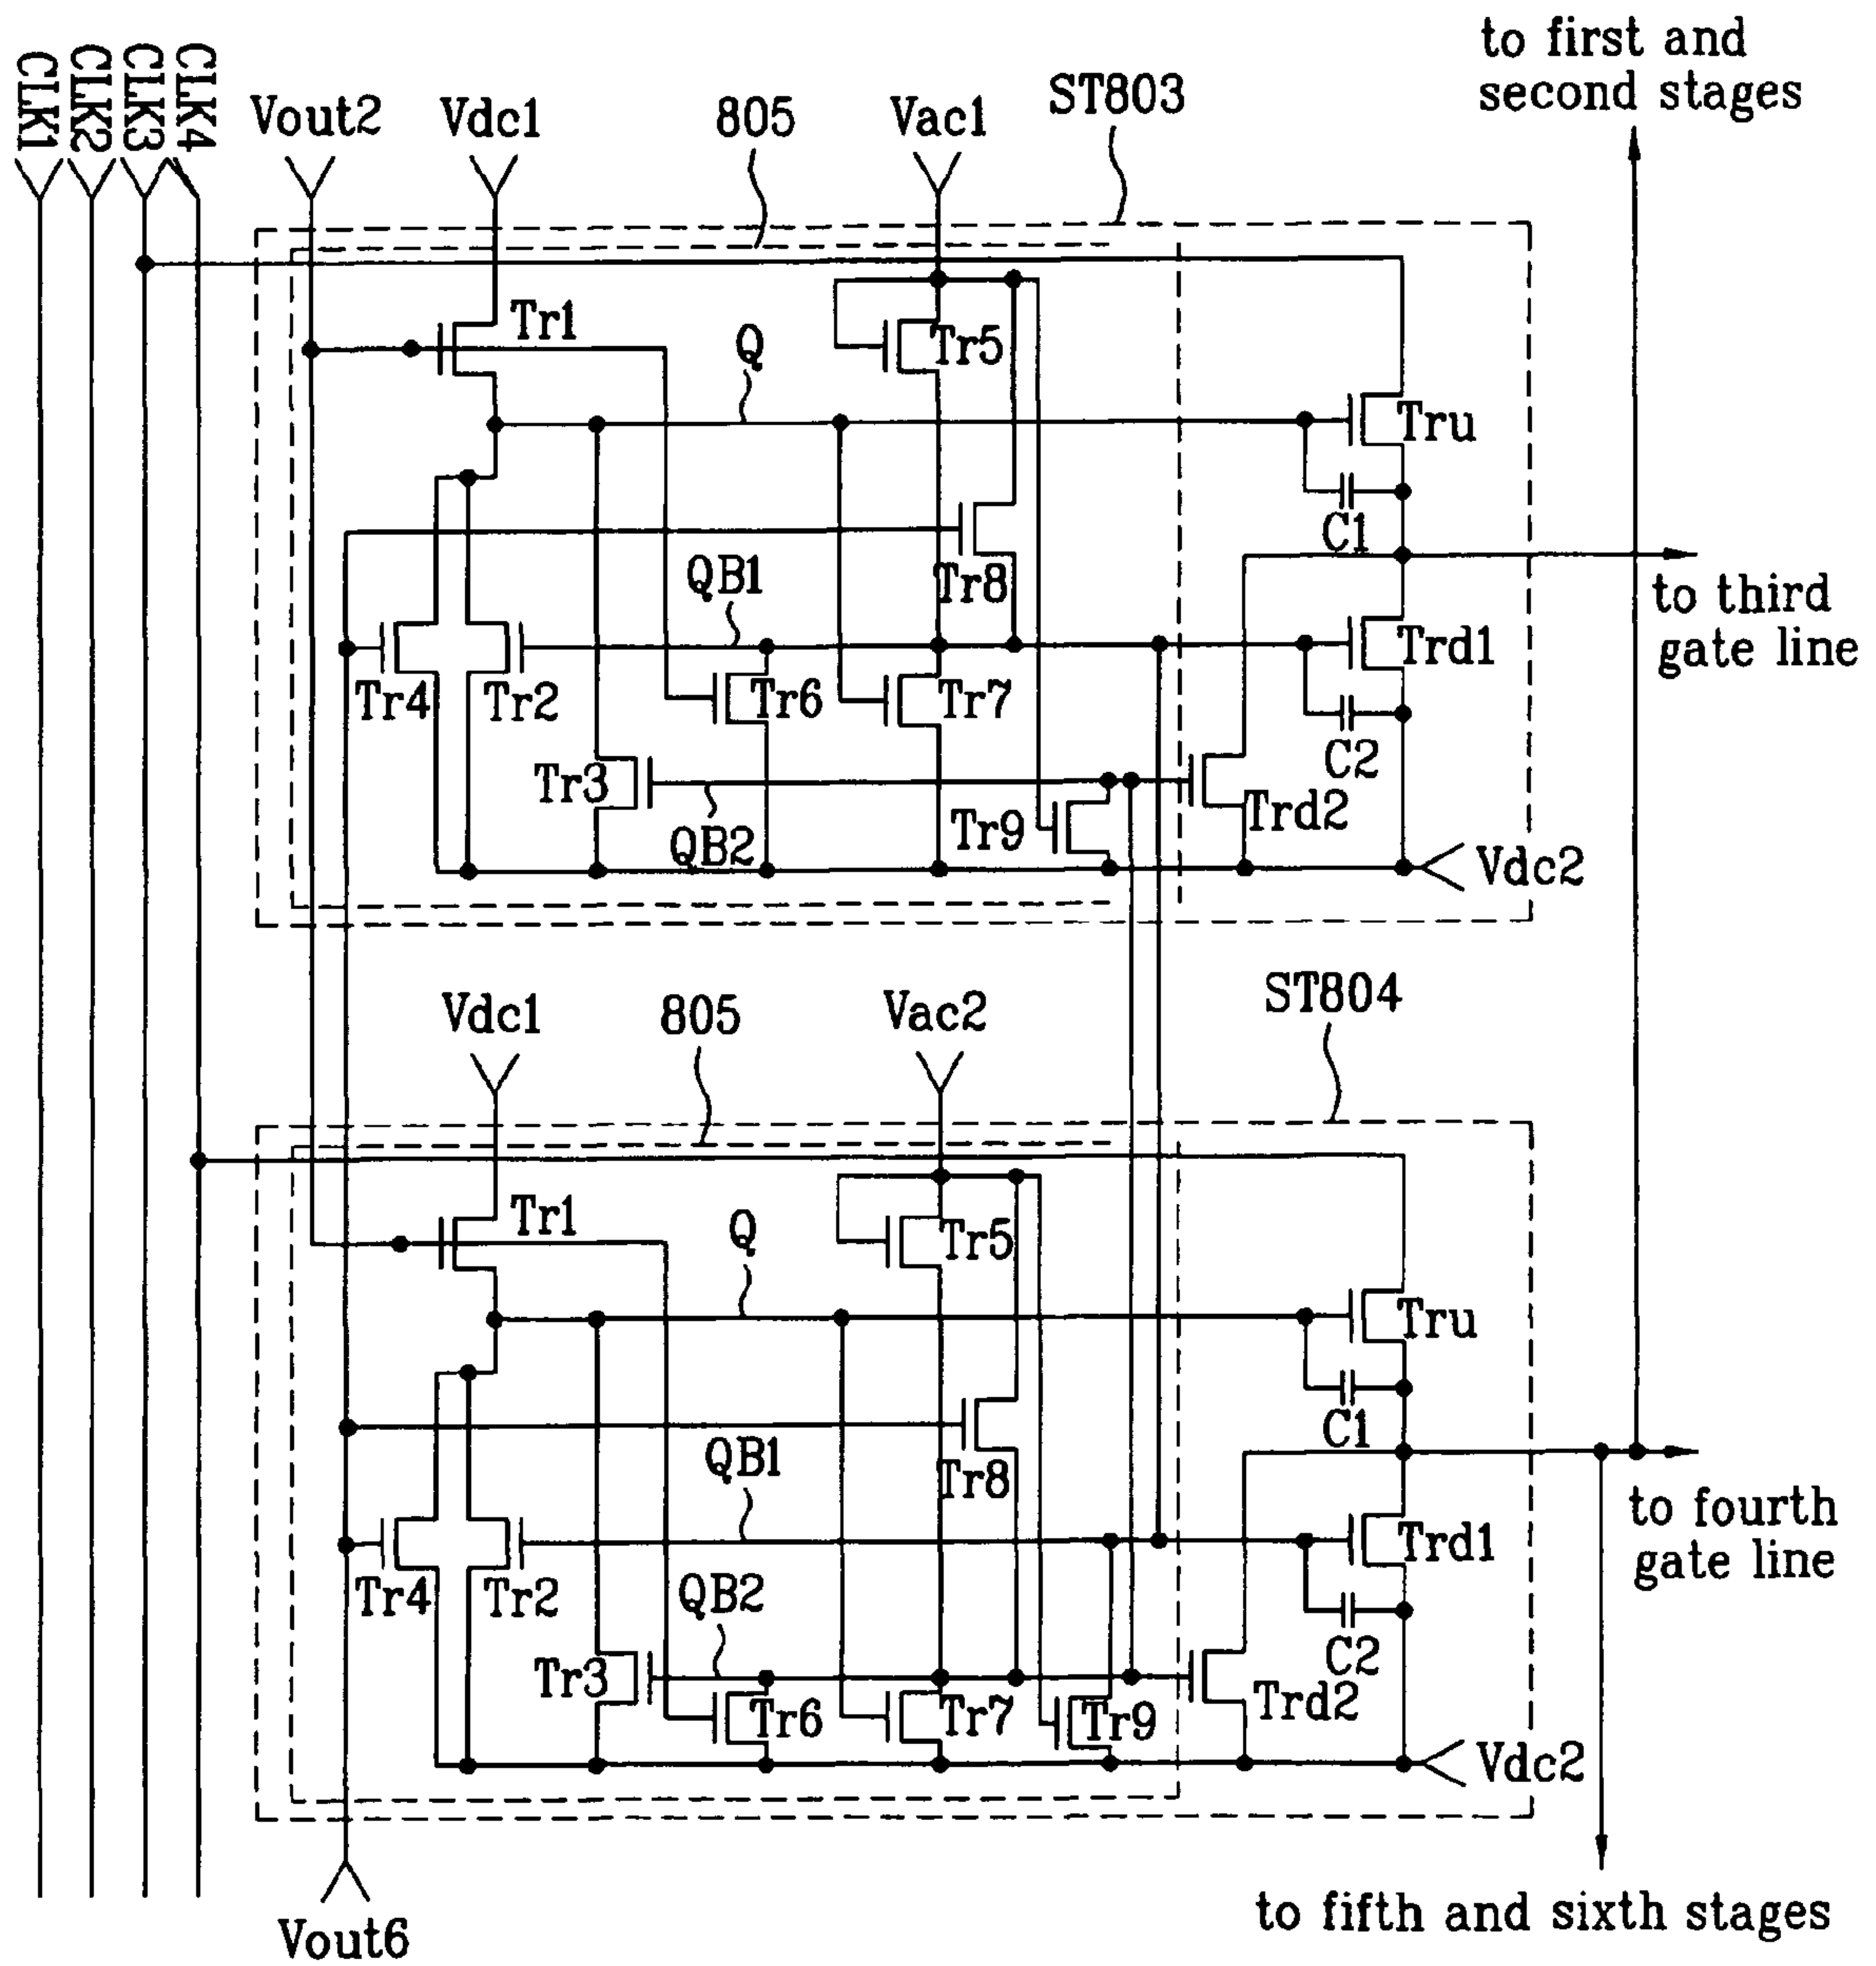 to first and
second stages
CLK1
CLK2
CLK3
CLK4
Vout2
Vdc1
805
Vac1
ST803
Tr1
Q
Tr5
Tru
C1
QB1
Tr8
to third
gate line
Trd1
Tr4
Tr2
Tr6
Tr7
C2
Tr3
QB2
Tr9
Trd2
Vdc2
Vdc1
805
Vac2
ST804
Tr1
Q
Tr5
Tru
C1
QB1
Tr8
to fourth
gate line
Trd1
Tr4
Tr2
QB2
C2
Tr3
Tr6
Tr7
Tr9
Trd2
Vdc2
Vout6
to fifth and sixth stages